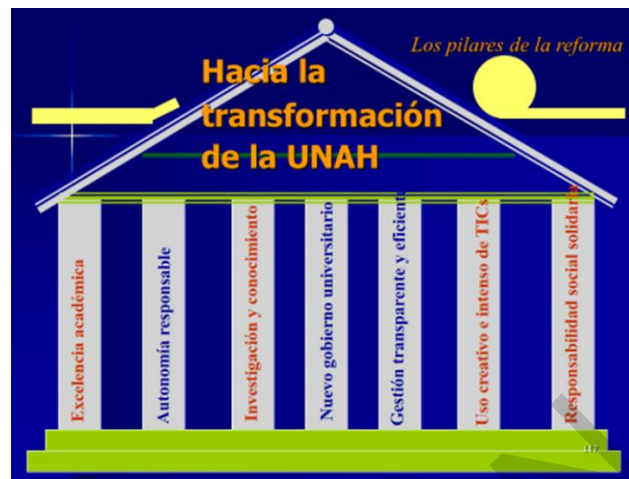 Los pilares de la reforma
Hacia la
transformación
de la UNAH
Excelencia académica
Autonomía responsable
Investigación y conocimiento
Nuevo gobierno universitario
Gestión transparente y eficiente
Uso creativo e intenso de TICs
Responsabilidad social solidaria
147